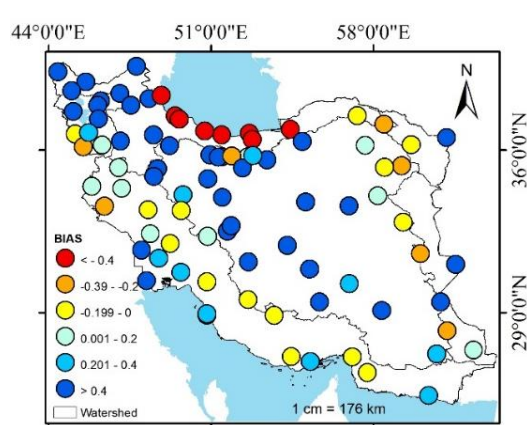 44°0'0"E 51°0'0"E 58°0'0"E
N
36°0'0"N
29°0'0"N
BIAS
< - 0.4
-0.39 - -0.2
-0.199 - 0
0.001 - 0.2
0.201 - 0.4
> 0.4
Watershed
1 cm = 176 km